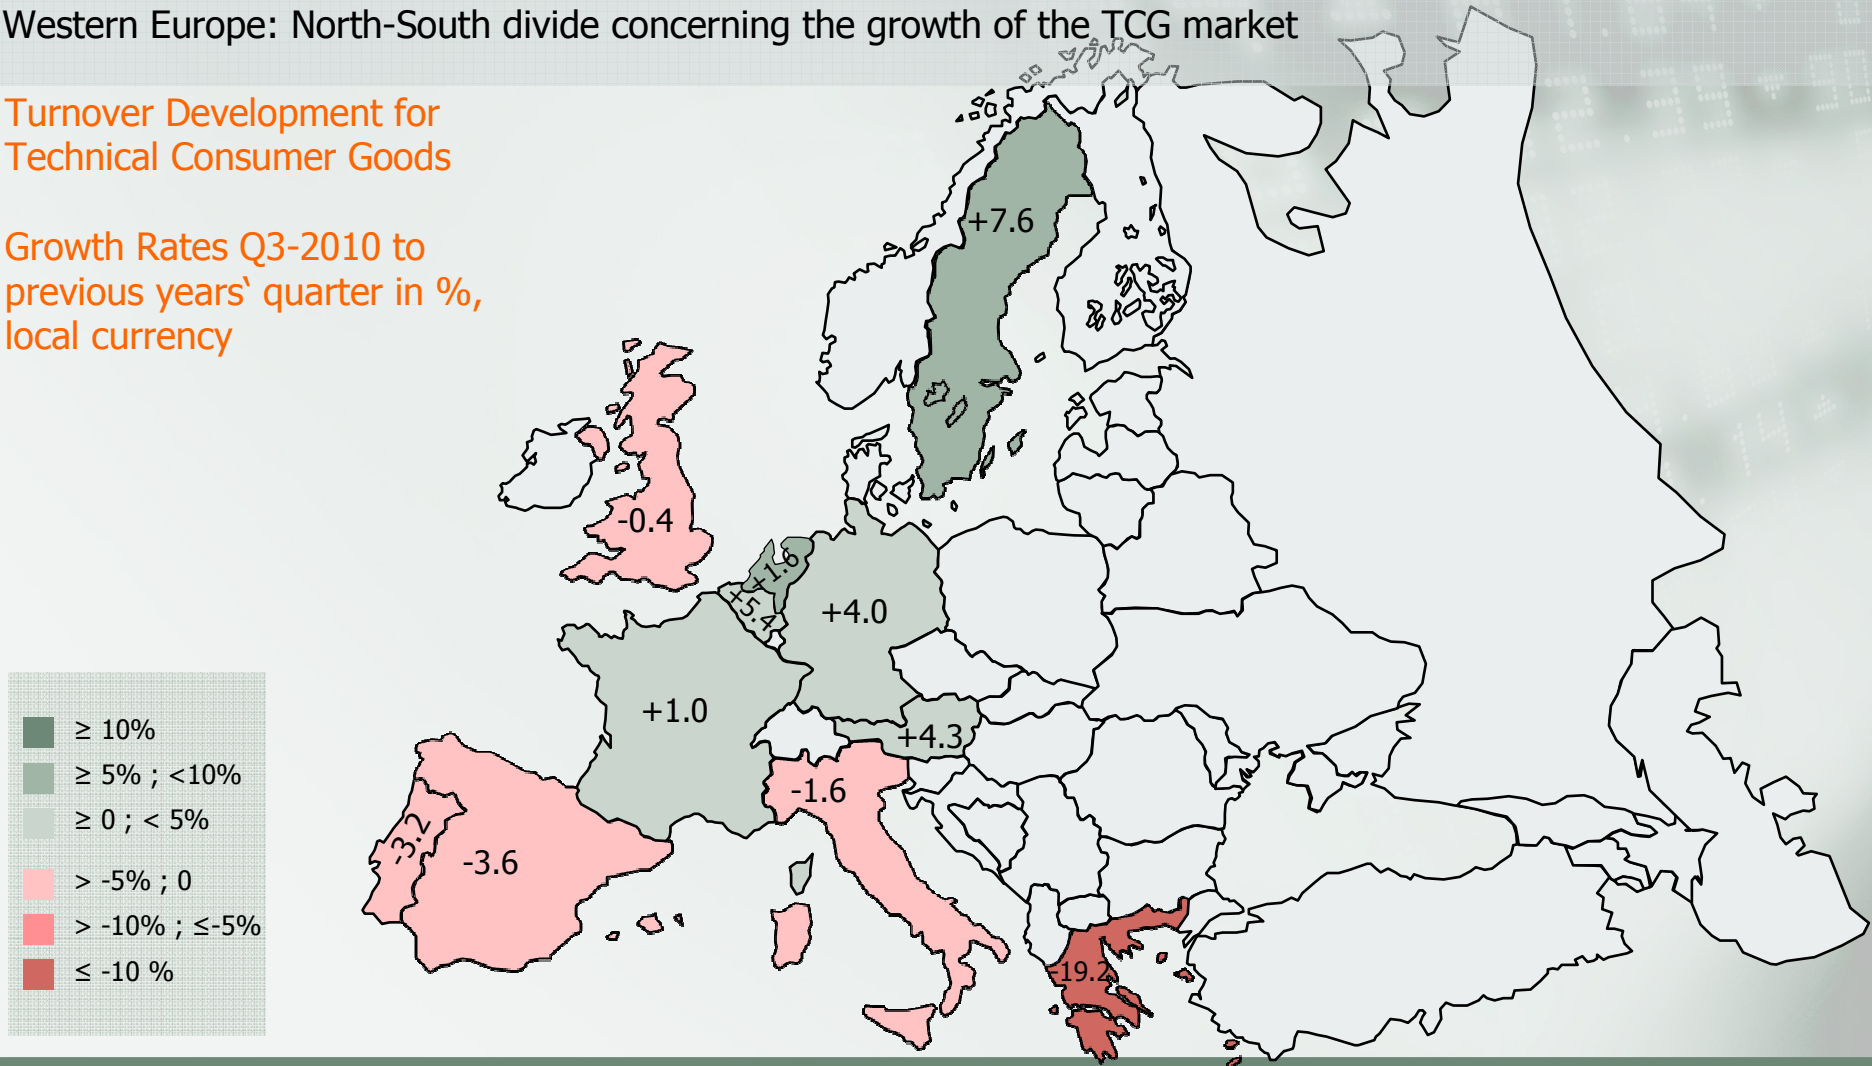 Western Europe: North-South divide concerning the growth of the TCG market
Turnover Development for
Technical Consumer Goods
Growth Rates Q3-2010 to
previous years‘ quarter in %,
local currency
+7.6
-0.4
+1.6
+5.4
+4.0
+1.0
+4.3
-1.6
-3.2
-3.6
-19.2
≥ 10%
≥ 5% ; <10%
≥ 0 ; < 5%
> -5% ; 0
> -10% ; ≤-5%
≤ -10 %